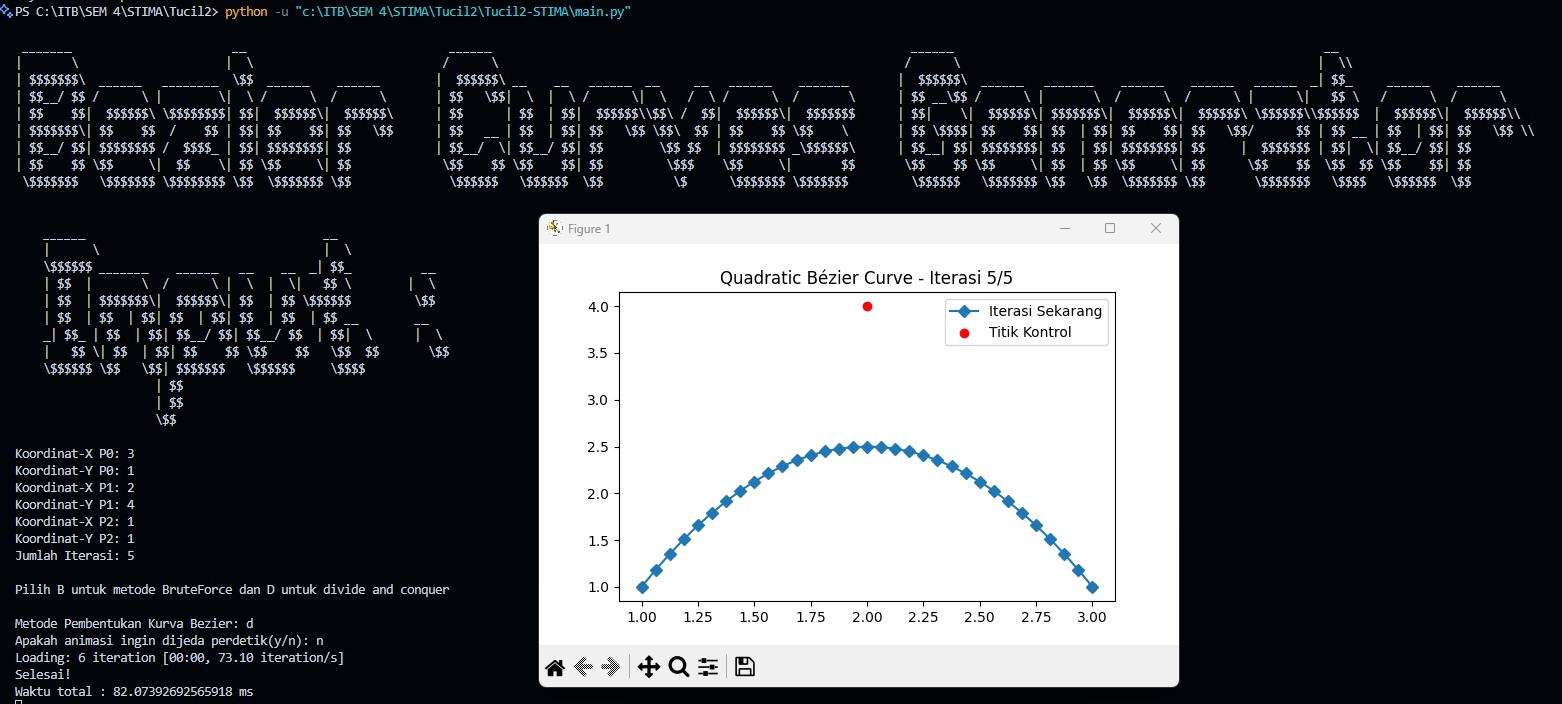 PS C:\ITB\SEM 4\STIMA\Tucil2> python -u "c:\ITB\SEM 4\STIMA\Tucil2\Tucil2-STIMA\main.py"
Bezier Curves Generator
Inputs :
Koordinat-X P0: 3
Koordinat-Y P0: 1
Koordinat-X P1: 2
Koordinat-Y P1: 4
Koordinat-X P2: 1
Koordinat-Y P2: 1
Jumlah Iterasi: 5
Pilih B untuk metode BruteForce dan D untuk divide and conquer
Metode Pembentukan Kurva Bezier: d
Apakah animasi ingin dijeda perdetik(y/n): n
Loading: 6 iteration [00:00, 73.10 iteration/s]
Selesai!
Waktu total : 82.07392692565918 ms
Figure 1
Quadratic Bézier Curve - Iterasi 5/5
Iterasi Sekarang
Titik Kontrol
4.0
3.5
3.0
2.5
2.0
1.5
1.0
1.00 1.25 1.50 1.75 2.00 2.25 2.50 2.75 3.00